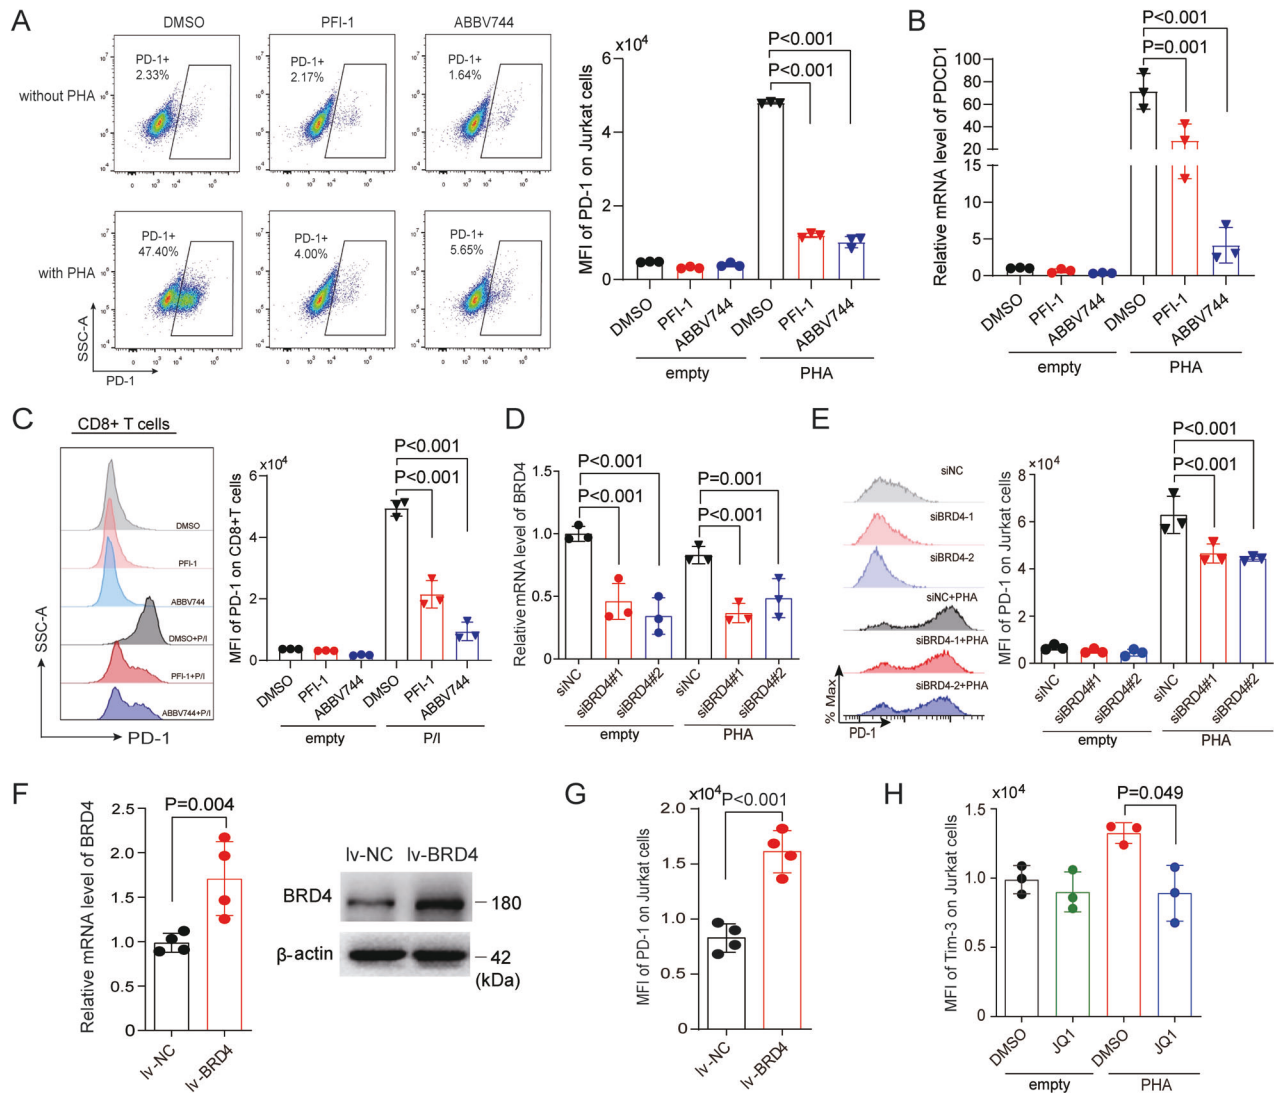 A
DMSO
PFI-1
ABBV744
without PHA
PD-1+
2.33%
PD-1+
2.17%
PD-1+
1.64%
with PHA
PD-1+
47.40%
PD-1+
4.00%
PD-1+
5.65%
SSC-A
PD-1
MFI of PD-1 on Jurkat cells
x10⁴
6
4
2
0
P<0.001
P<0.001
DMSO
PFI-1
ABBV744
DMSO
PFI-1
ABBV744
empty
PHA
B
Relative mRNA level of PDCD1
100
80
60
40
20
15
10
5
0
P<0.001
P=0.001
DMSO
PFI-1
ABBV744
DMSO
PFI-1
ABBV744
empty
PHA
C
CD8+ T cells
DMSO
PFI-1
ABBV744
DMSO+P/I
PFI-1+P/I
ABBV744+P/I
SSC-A
PD-1
MFI of PD-1 on CD8+T cells
x10⁴
6
4
2
0
P<0.001
P<0.001
DMSO
PFI-1
ABBV744
DMSO
PFI-1
ABBV744
empty
P/I
D
Relative mRNA level of BRD4
1.5
1.0
0.5
0
P<0.001
P<0.001
P=0.001
P<0.001
siNC
siBRD4#1
siBRD4#2
siNC
siBRD4#1
siBRD4#2
empty
PHA
E
siNC
siBRD4-1
siBRD4-2
siNC+PHA
siBRD4-1+PHA
siBRD4-2+PHA
% Max
PD-1
MFI of PD-1 on Jurkat cells
x10⁴
8
6
4
2
0
P<0.001
P<0.001
siNC
siBRD4#1
siBRD4#2
siNC
siBRD4#1
siBRD4#2
empty
PHA
F
Relative mRNA level of BRD4
2.5
2.0
1.5
1.0
0.5
0
P=0.004
lv-NC
lv-BRD4
lv-NC lv-BRD4
BRD4
180
β-actin
42
(kDa)
G
MFI of PD-1 on Jurkat cells
x10⁴
2.0
1.5
1.0
0.5
0
P<0.001
lv-NC
lv-BRD4
H
MFI of Tim-3 on Jurkat cells
x10⁴
1.5
1.0
0.5
0
P=0.049
DMSO
JQ1
DMSO
JQ1
empty
PHA